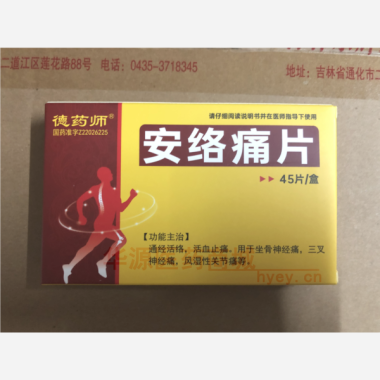 二道江区莲花路88号 电话：0435-3718345
地址：吉林省通化市二
请仔细阅读说明书并在医师指导下使用
德药师®
国药准字Z22026225
安络痛片
45片/盒
【功能主治】
通经活络，活血止痛。用于坐骨神经痛，三叉
神经痛，风湿性关节痛等。
hyey.cn